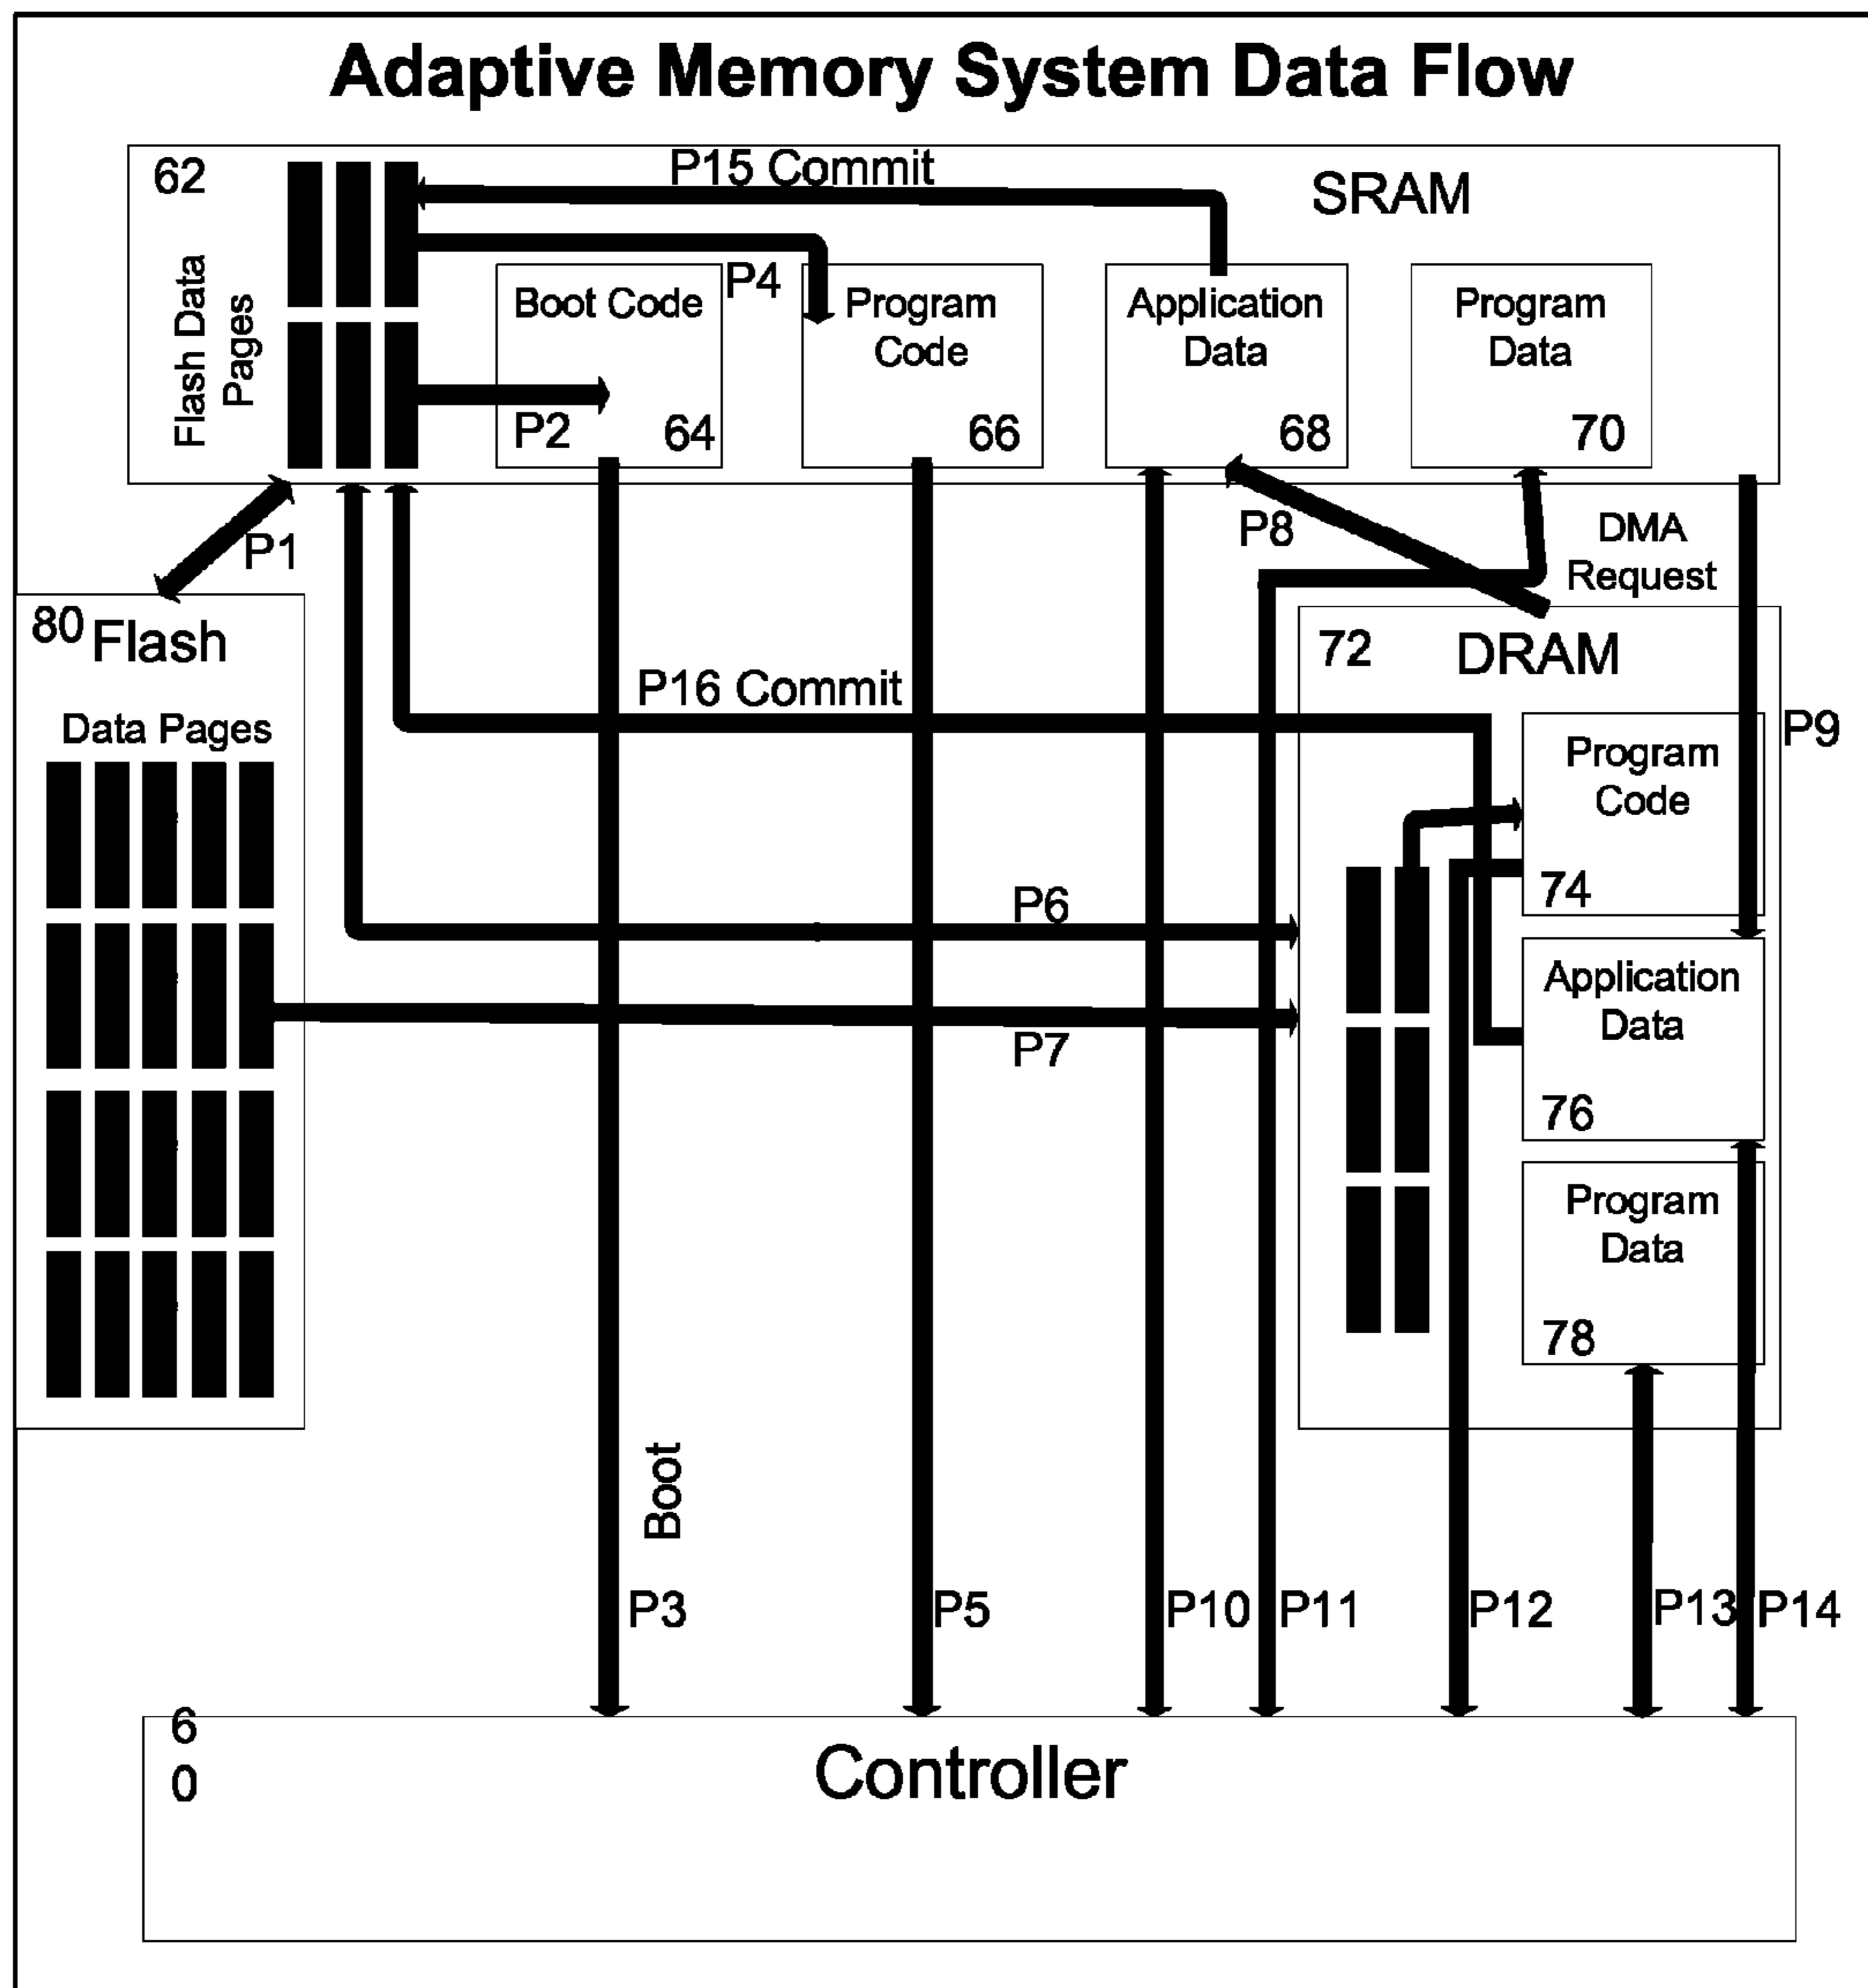 Adaptive Memory System Data Flow
62
P15 Commit
SRAM
Flash Data
Pages
Boot Code
P4
Program
Code
Application
Data
Program
Data
P2
64
66
68
70
P1
P8
DMA
Request
80
Flash
72
DRAM
P16 Commit
Data Pages
P9
Program
Code
74
P6
Application
Data
P7
76
Program
Data
78
Boot
P3
P5
P10
P11
P12
P13
P14
6
0
Controller